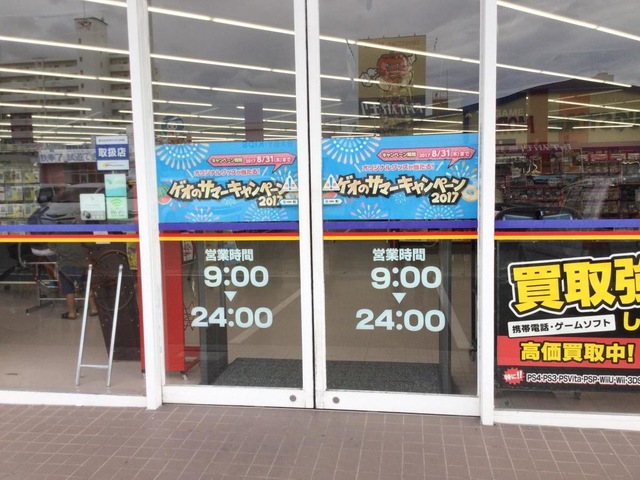 取扱店
キャンペーン期間 2017 8/31(木)まで
オリジナルグッズが当たる!
ゲオのサマーキャンペーン
2017
キャンペーン期間 2017 8/31(木)まで
オリジナルグッズが当たる!
ゲオのサマーキャンペーン
2017
営業時間
9:00
24:00
営業時間
9:00
24:00
買取強
携帯電話・ゲームソフト
高価買取中!
特に!! PS4・PS3・PSVita・PSP・WiiU・Wii・3DS